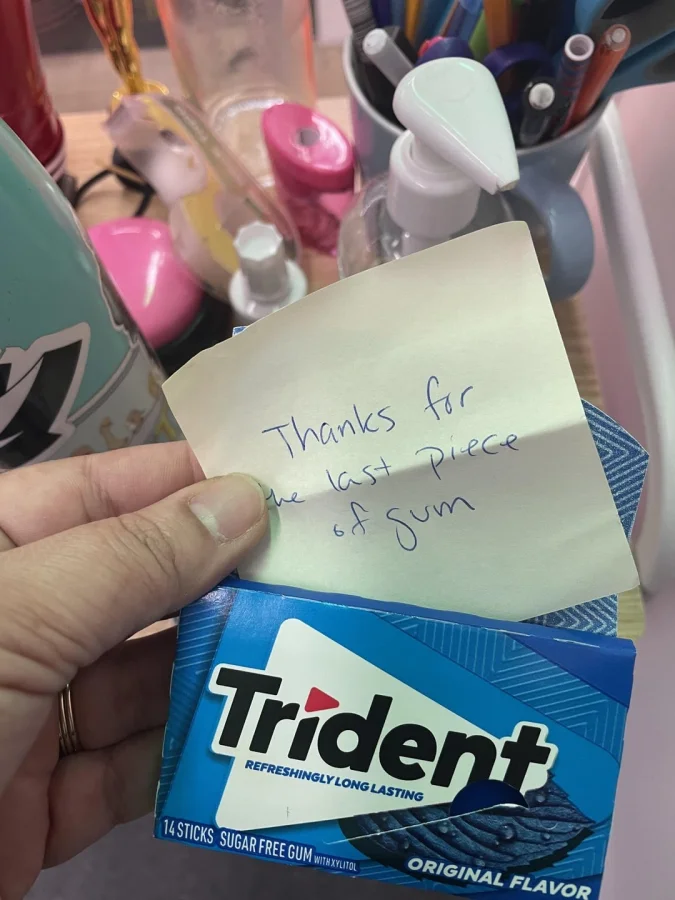 Thanks for
the last piece
of gum
Trident
REFRESHINGLY LONG LASTING
14 STICKS SUGAR FREE GUM WITH XYLITOL
ORIGINAL FLAVOR